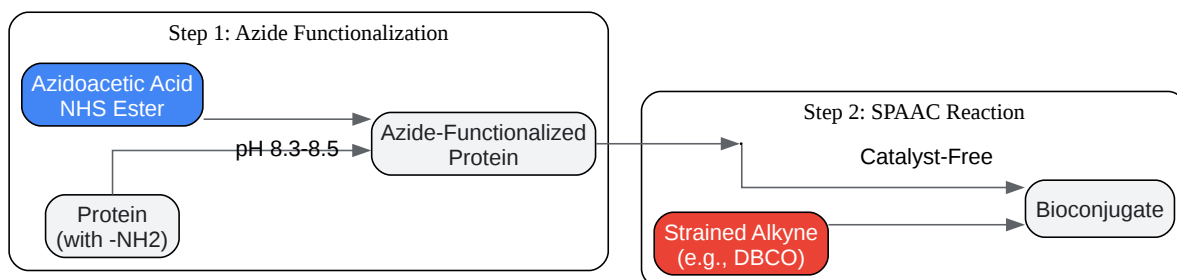 Step 1: Azide Functionalization
Azidoacetic Acid
NHS Ester
pH 8.3-8.5
Protein
(with -NH2)
Azide-Functionalized
Protein
Step 2: SPAAC Reaction
Catalyst-Free
Strained Alkyne
(e.g., DBCO)
Bioconjugate